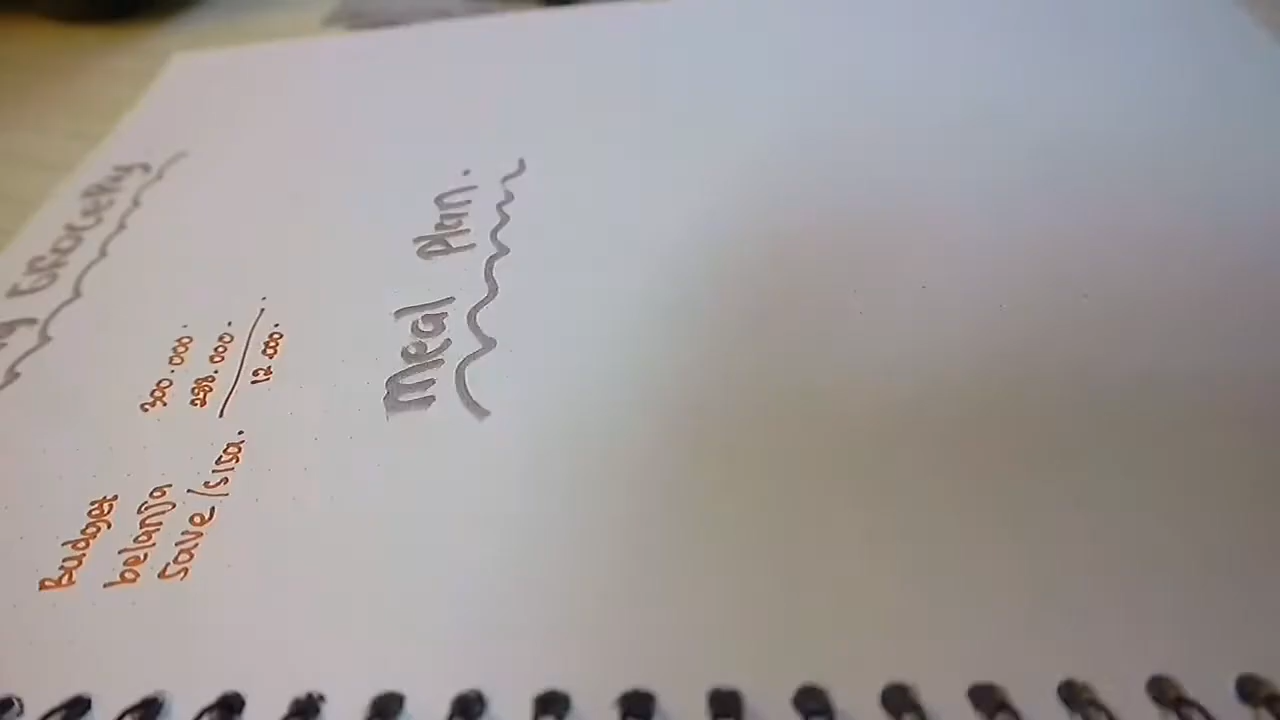 Grocery
Budget 300.000.
belanja 288.000.
Save/sisa. 12.000.
Meal Plan.